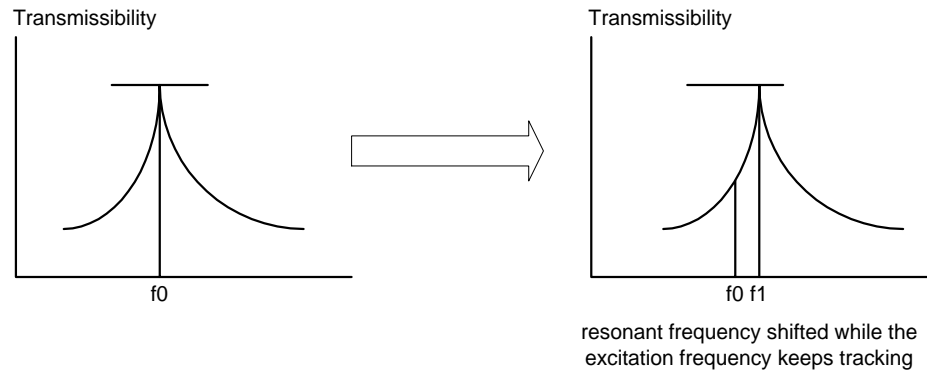 Transmissibility
f0
Transmissibility
f0 f1
resonant frequency shifted while the
excitation frequency keeps tracking